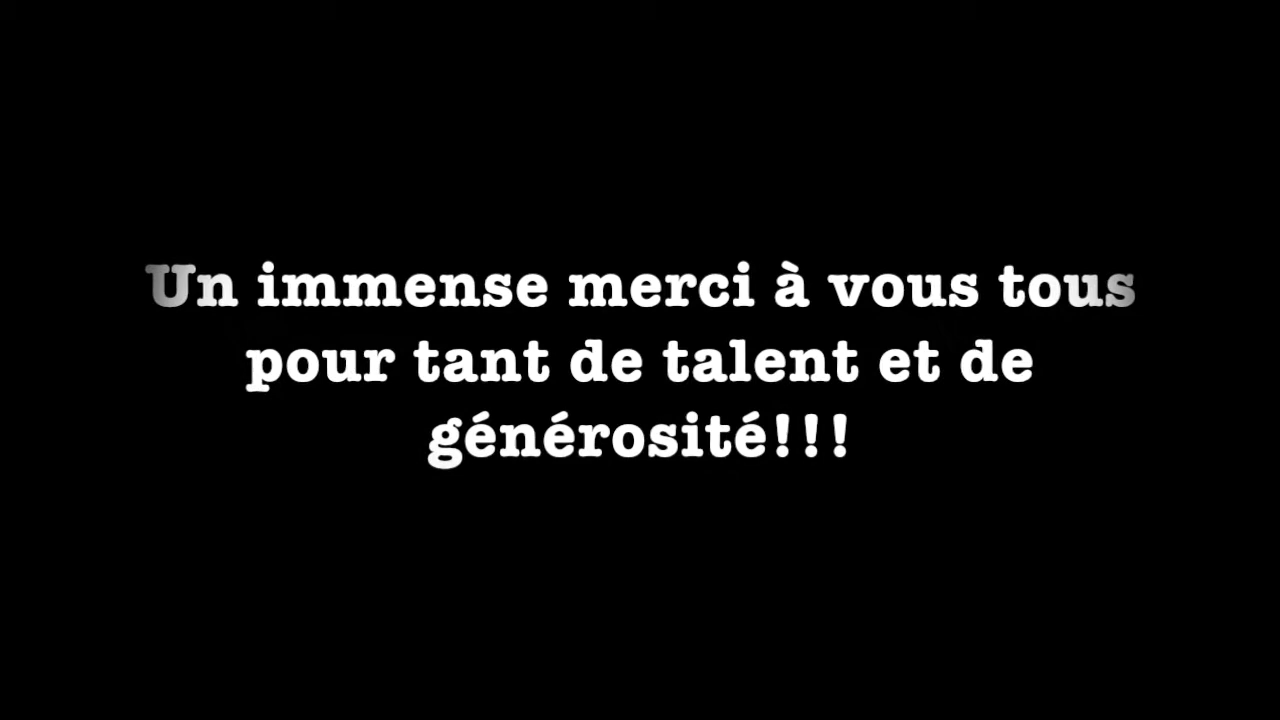 Un immense merci à vous tous
pour tant de talent et de
générosité!!!